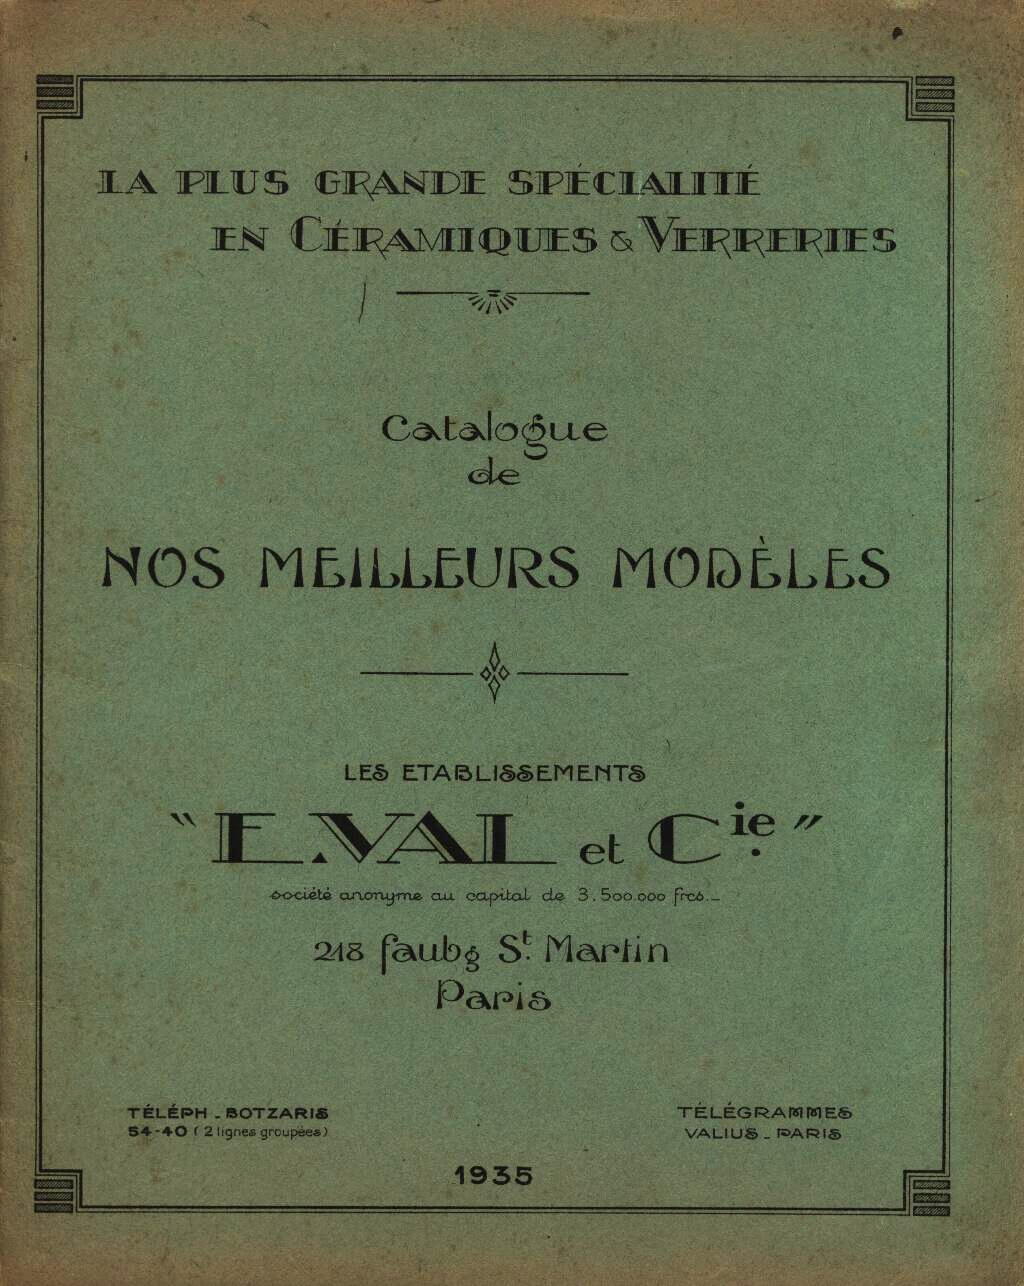 LA PLUS GRANDE SPÉCIALITÉ
EN CÉRAMIQUES & VERRERIES
Catalogue
de
NOS MEILLEURS MODÈLES
LES ETABLISSEMENTS
"E.VAL et Cie."
société anonyme au capital de 3.500.000 frcs._
218 faubg St. Martin
Paris
TÉLÉPH - BOTZARIS
54-40 (2 lignes groupées)
TÉLÉGRAMMES
VALIUS - PARIS
1935